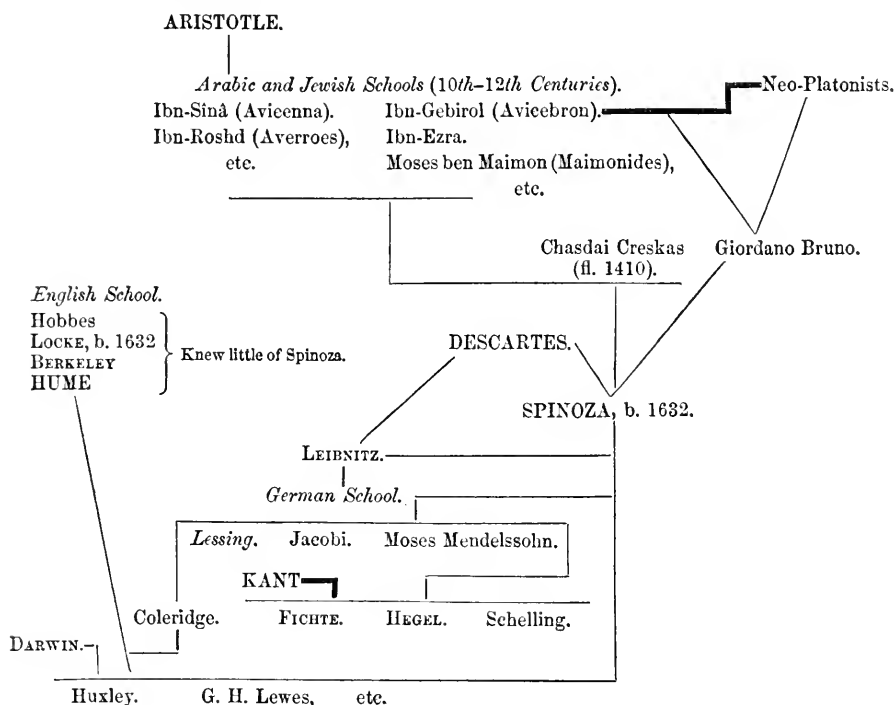 ARISTOTLE.
Arabic and Jewish Schools (10th–12th Centuries).
Neo-Platonists.
Ibn-Sînâ (Avicenna).
Ibn-Gebirol (Avicebron).
Ibn-Roshd (Averroes),
Ibn-Ezra.
etc.
Moses ben Maimon (Maimonides),
etc.
Chasdai Creskas
(fl. 1410).
Giordano Bruno.
English School.
Hobbes
LOCKE, b. 1632
BERKELEY
HUME
Knew little of Spinoza.
DESCARTES.
SPINOZA, b. 1632.
LEIBNITZ.
German School.
Lessing. Jacobi. Moses Mendelssohn.
KANT
Coleridge. FICHTE. HEGEL. Schelling.
DARWIN.–
Huxley. G. H. Lewes, etc.